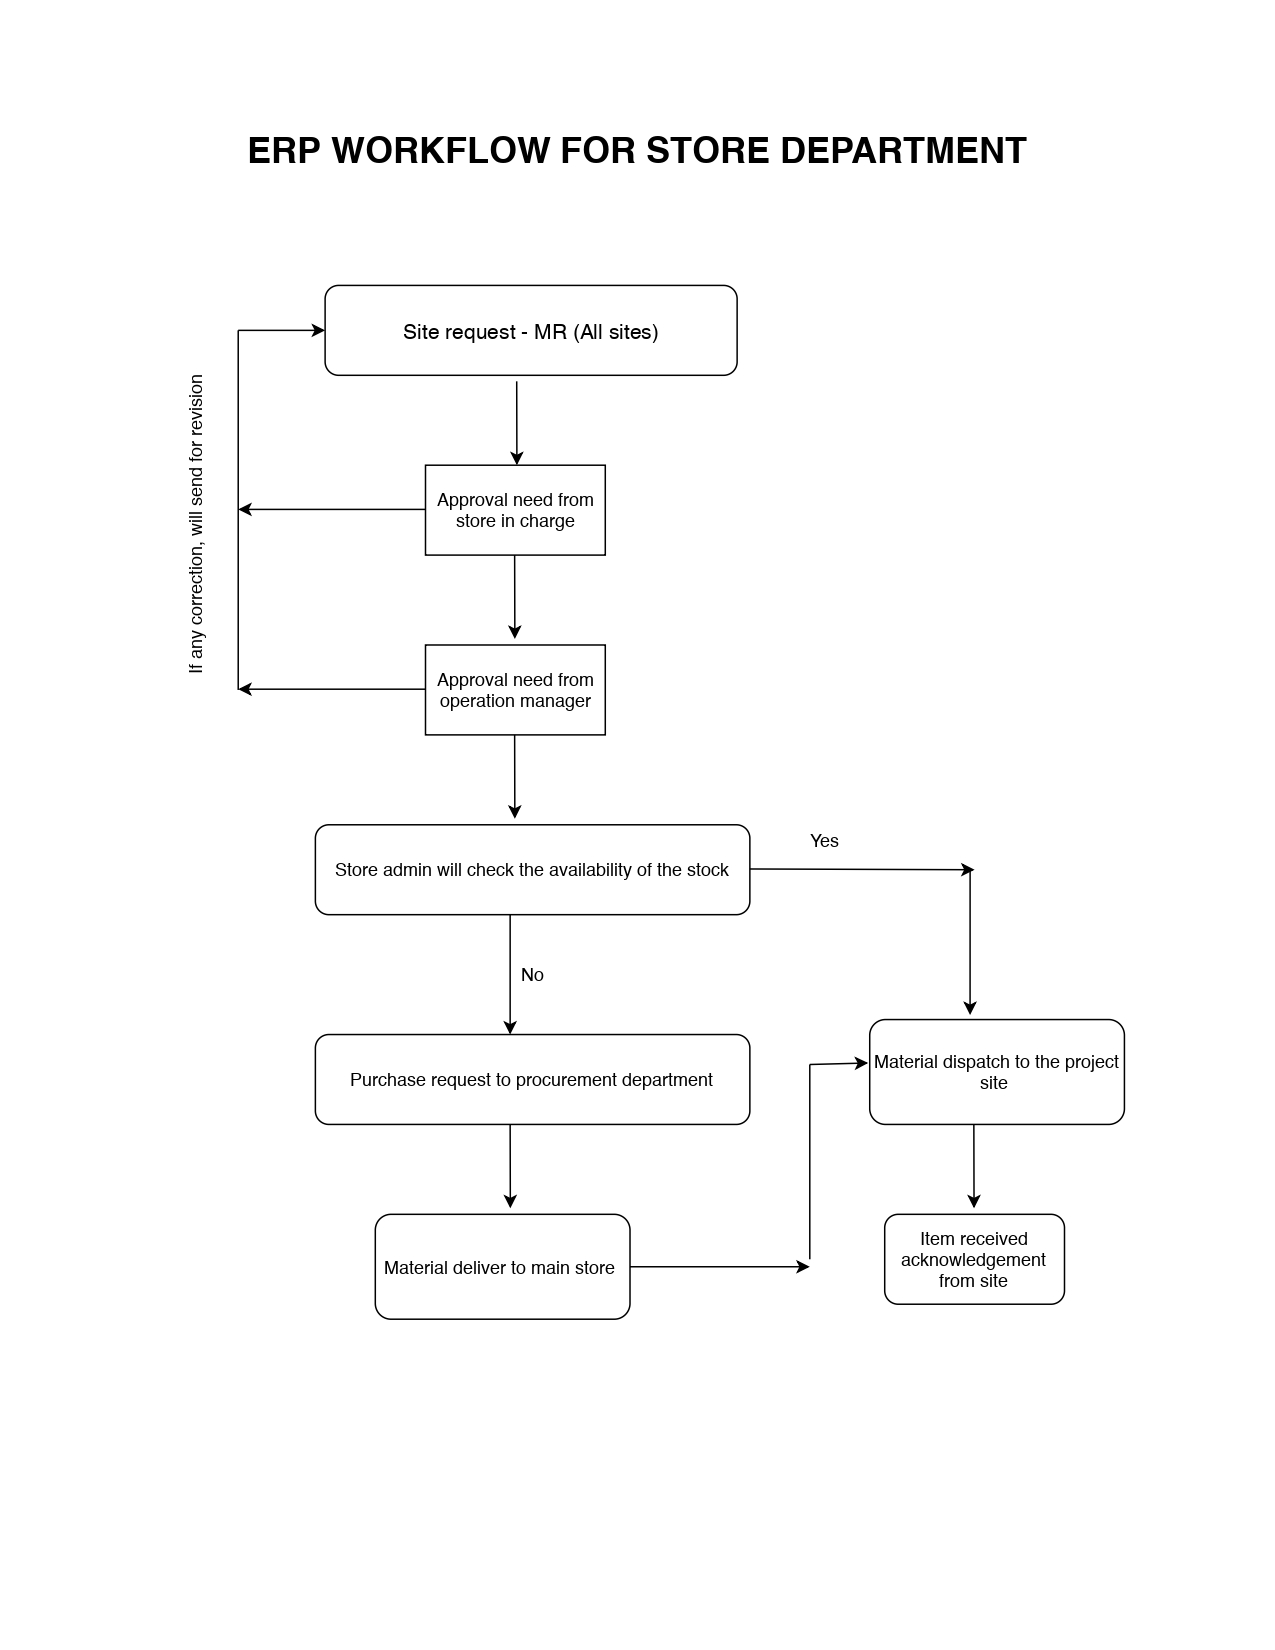 ERP WORKFLOW FOR STORE DEPARTMENT
Site request - MR (All sites)
If any correction, will send for revision
Approval need from
store in charge
Approval need from
operation manager
Store admin will check the availability of the stock
Yes
No
Purchase request to procurement department
Material dispatch to the project
site
Material deliver to main store
Item received
acknowledgement
from site